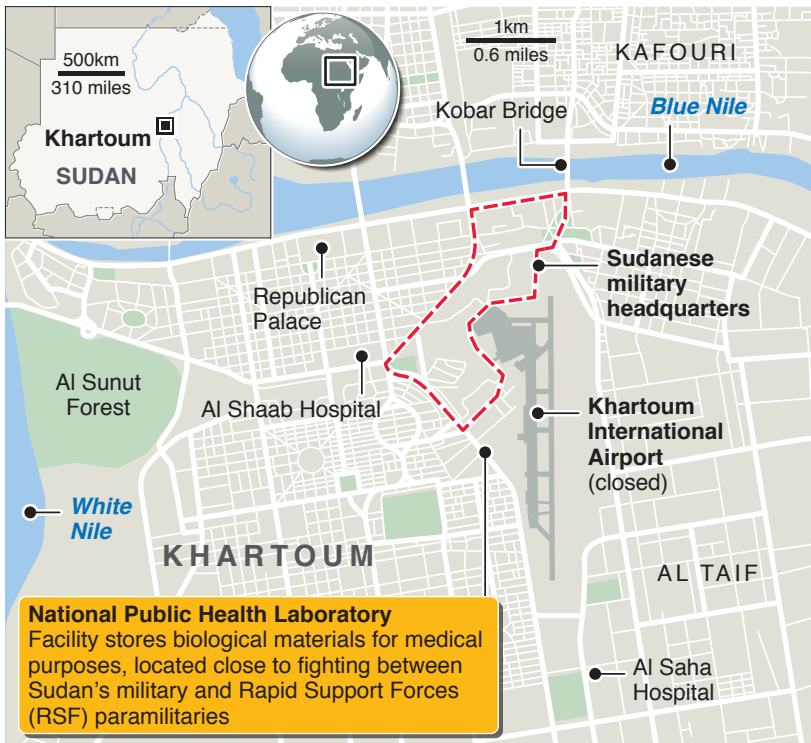 500km
310 miles
Khartoum
SUDAN
1km
0.6 miles
KAFOURI
Kobar Bridge
Blue Nile
Sudanese
military
headquarters
Republican
Palace
Al Sunut
Forest
Al Shaab Hospital
Khartoum
International
Airport
(closed)
White
Nile
KHARTOUM
AL TAIF
National Public Health Laboratory
Facility stores biological materials for medical
purposes, located close to fighting between
Sudan’s military and Rapid Support Forces
(RSF) paramilitaries
Al Saha
Hospital